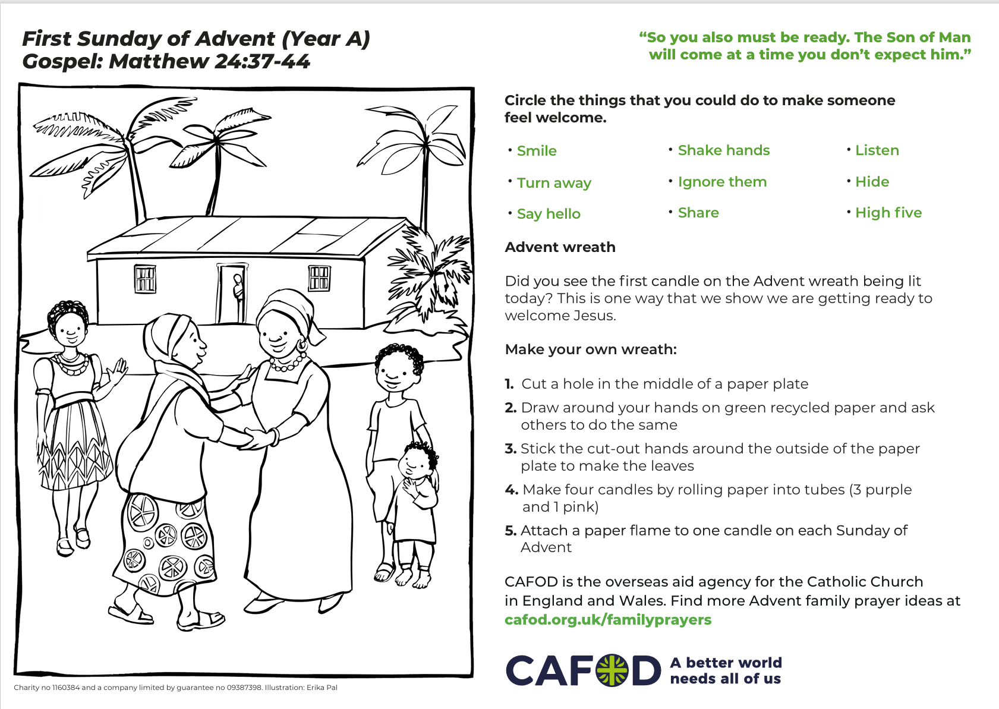 First Sunday of Advent (Year A)
Gospel: Matthew 24:37-44
“So you also must be ready. The Son of Man
will come at a time you don’t expect him.”
Circle the things that you could do to make someone
feel welcome.
• Smile
• Shake hands
• Listen
• Turn away
• Ignore them
• Hide
• Say hello
• Share
• High five
Advent wreath
Did you see the first candle on the Advent wreath being lit
today? This is one way that we show we are getting ready to
welcome Jesus.
Make your own wreath:
1. Cut a hole in the middle of a paper plate
2. Draw around your hands on green recycled paper and ask
others to do the same
3. Stick the cut-out hands around the outside of the paper
plate to make the leaves
4. Make four candles by rolling paper into tubes (3 purple
and 1 pink)
5. Attach a paper flame to one candle on each Sunday of
Advent
CAFOD is the overseas aid agency for the Catholic Church
in England and Wales. Find more Advent family prayer ideas at
cafod.org.uk/familyprayers
CAFOD
A better world
needs all of us
Charity no 1160384 and a company limited by guarantee no 09387398. Illustration: Erika Pal